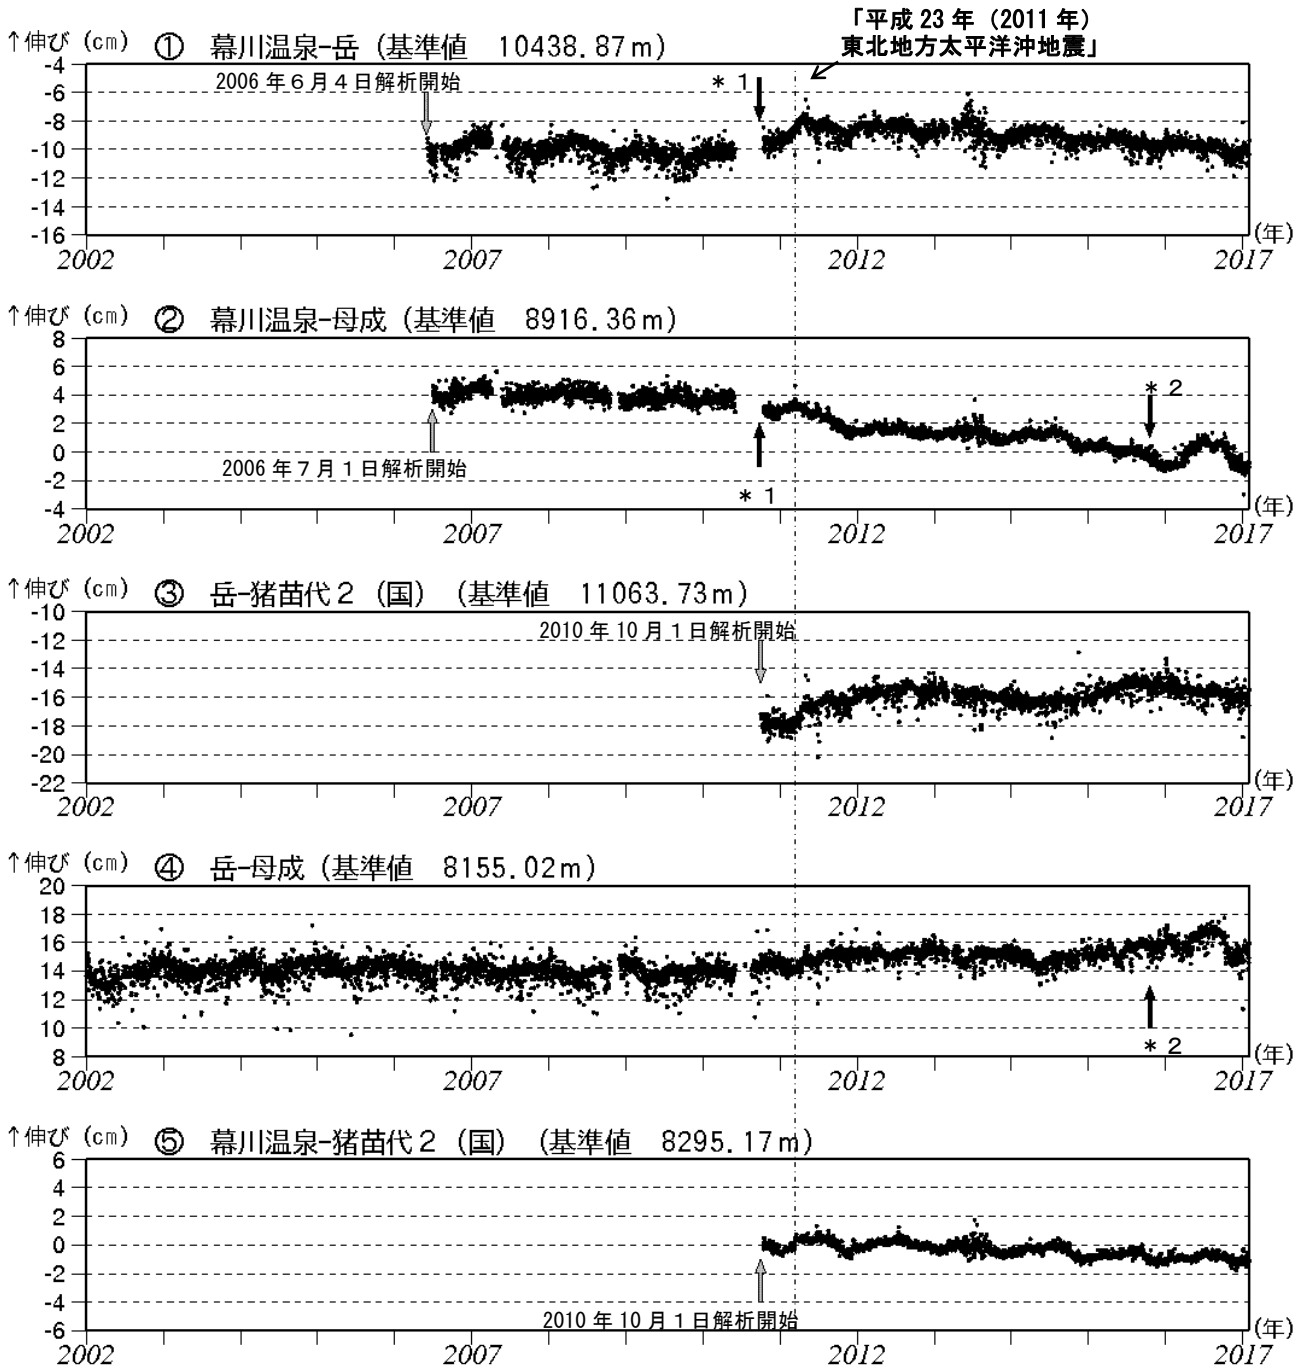 「平成 23 年（2011 年）
東北地方太平洋沖地震」
↑伸び（cm） ① 幕川温泉-岳（基準値 10438.87m）
2006 年６月４日解析開始
＊１
-4
-6
-8
-10
-12
-14
-16
2002 2007 2012 2017 (年)
↑伸び（cm） ② 幕川温泉-母成（基準値 8916.36m）
8
6
4
2
0
-2
-4
＊２
2006 年７月１日解析開始
＊１
2002 2007 2012 2017 (年)
↑伸び（cm） ③ 岳-猪苗代２（国）（基準値 11063.73m）
2010 年 10 月１日解析開始
-10
-12
-14
-16
-18
-20
-22
2002 2007 2012 2017 (年)
↑伸び（cm） ④ 岳-母成（基準値 8155.02m）
20
18
16
14
12
10
8
＊２
2002 2007 2012 2017 (年)
↑伸び（cm） ⑤ 幕川温泉-猪苗代２（国）（基準値 8295.17m）
6
4
2
0
-2
-4
-6
2010 年 10 月１日解析開始
2002 2007 2012 2017 (年)